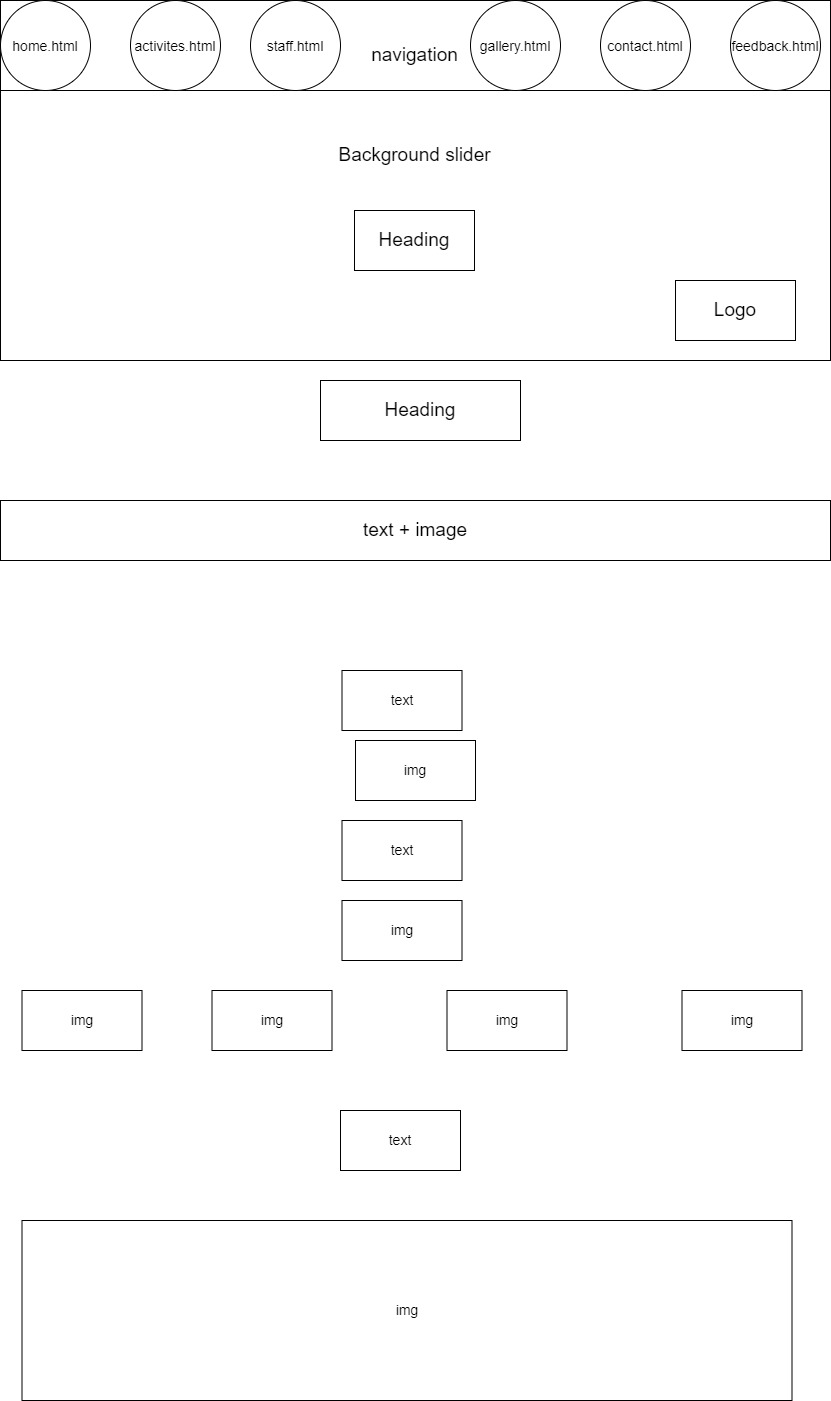 home.html
activites.html
staff.html
navigation
gallery.html
contact.html
feedback.html
Background slider
Heading
Logo
Heading
text + image
text
img
text
img
img
img
img
img
text
img